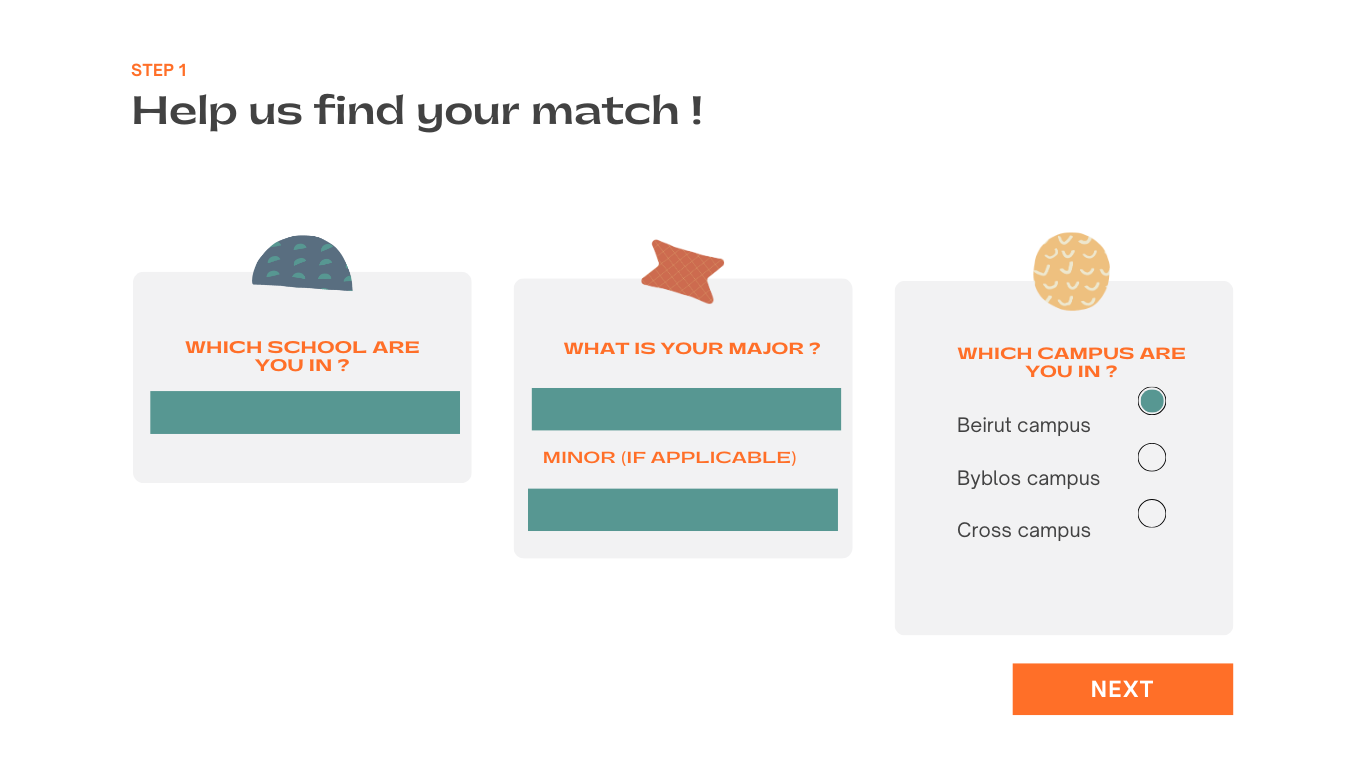 STEP 1
Help us find your match !
WHICH SCHOOL ARE
YOU IN ?
WHAT IS YOUR MAJOR ?
MINOR (IF APPLICABLE)
WHICH CAMPUS ARE
YOU IN ?
Beirut campus
Byblos campus
Cross campus
NEXT